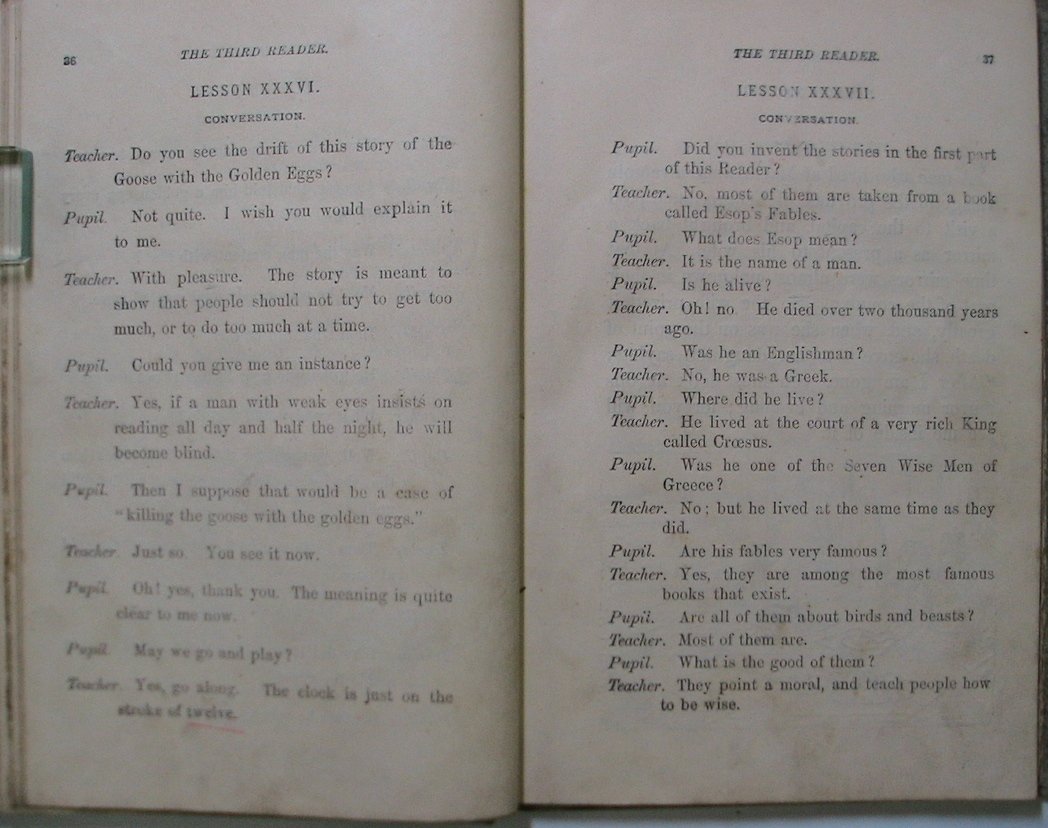 36
THE THIRD READER.
LESSON XXXVI.
CONVERSATION.
Teacher. Do you see the drift of this story of the
Goose with the Golden Eggs?
Pupil. Not quite. I wish you would explain it
to me.
Teacher. With pleasure. The story is meant to
show that people should not try to get too
much, or to do too much at a time.
Pupil. Could you give me an instance?
Teacher. Yes, if a man with weak eyes insists on
reading all day and half the night, he will
become blind.
Pupil. Then I suppose that would be a case of
"killing the goose with the golden eggs."
Teacher. Just so. You see it now.
Pupil. Oh! yes, thank you. The meaning is quite
clear to me now.
Pupil. May we go and play?
Teacher. Yes, go along. The clock is just on the
stroke of twelve.
THE THIRD READER.
37
LESSON XXXVII.
CONVERSATION.
Pupil. Did you invent the stories in the first part
of this Reader?
Teacher. No, most of them are taken from a book
called Esop's Fables.
Pupil. What does Esop mean?
Teacher. It is the name of a man.
Pupil. Is he alive?
Teacher. Oh! no. He died over two thousand years
ago.
Pupil. Was he an Englishman?
Teacher. No, he was a Greek.
Pupil. Where did he live?
Teacher. He lived at the court of a very rich King
called Crœsus.
Pupil. Was he one of the Seven Wise Men of
Greece?
Teacher. No; but he lived at the same time as they
did.
Pupil. Are his fables very famous?
Teacher. Yes, they are among the most famous
books that exist.
Pupil. Are all of them about birds and beasts?
Teacher. Most of them are.
Pupil. What is the good of them?
Teacher. They point a moral, and teach people how
to be wise.